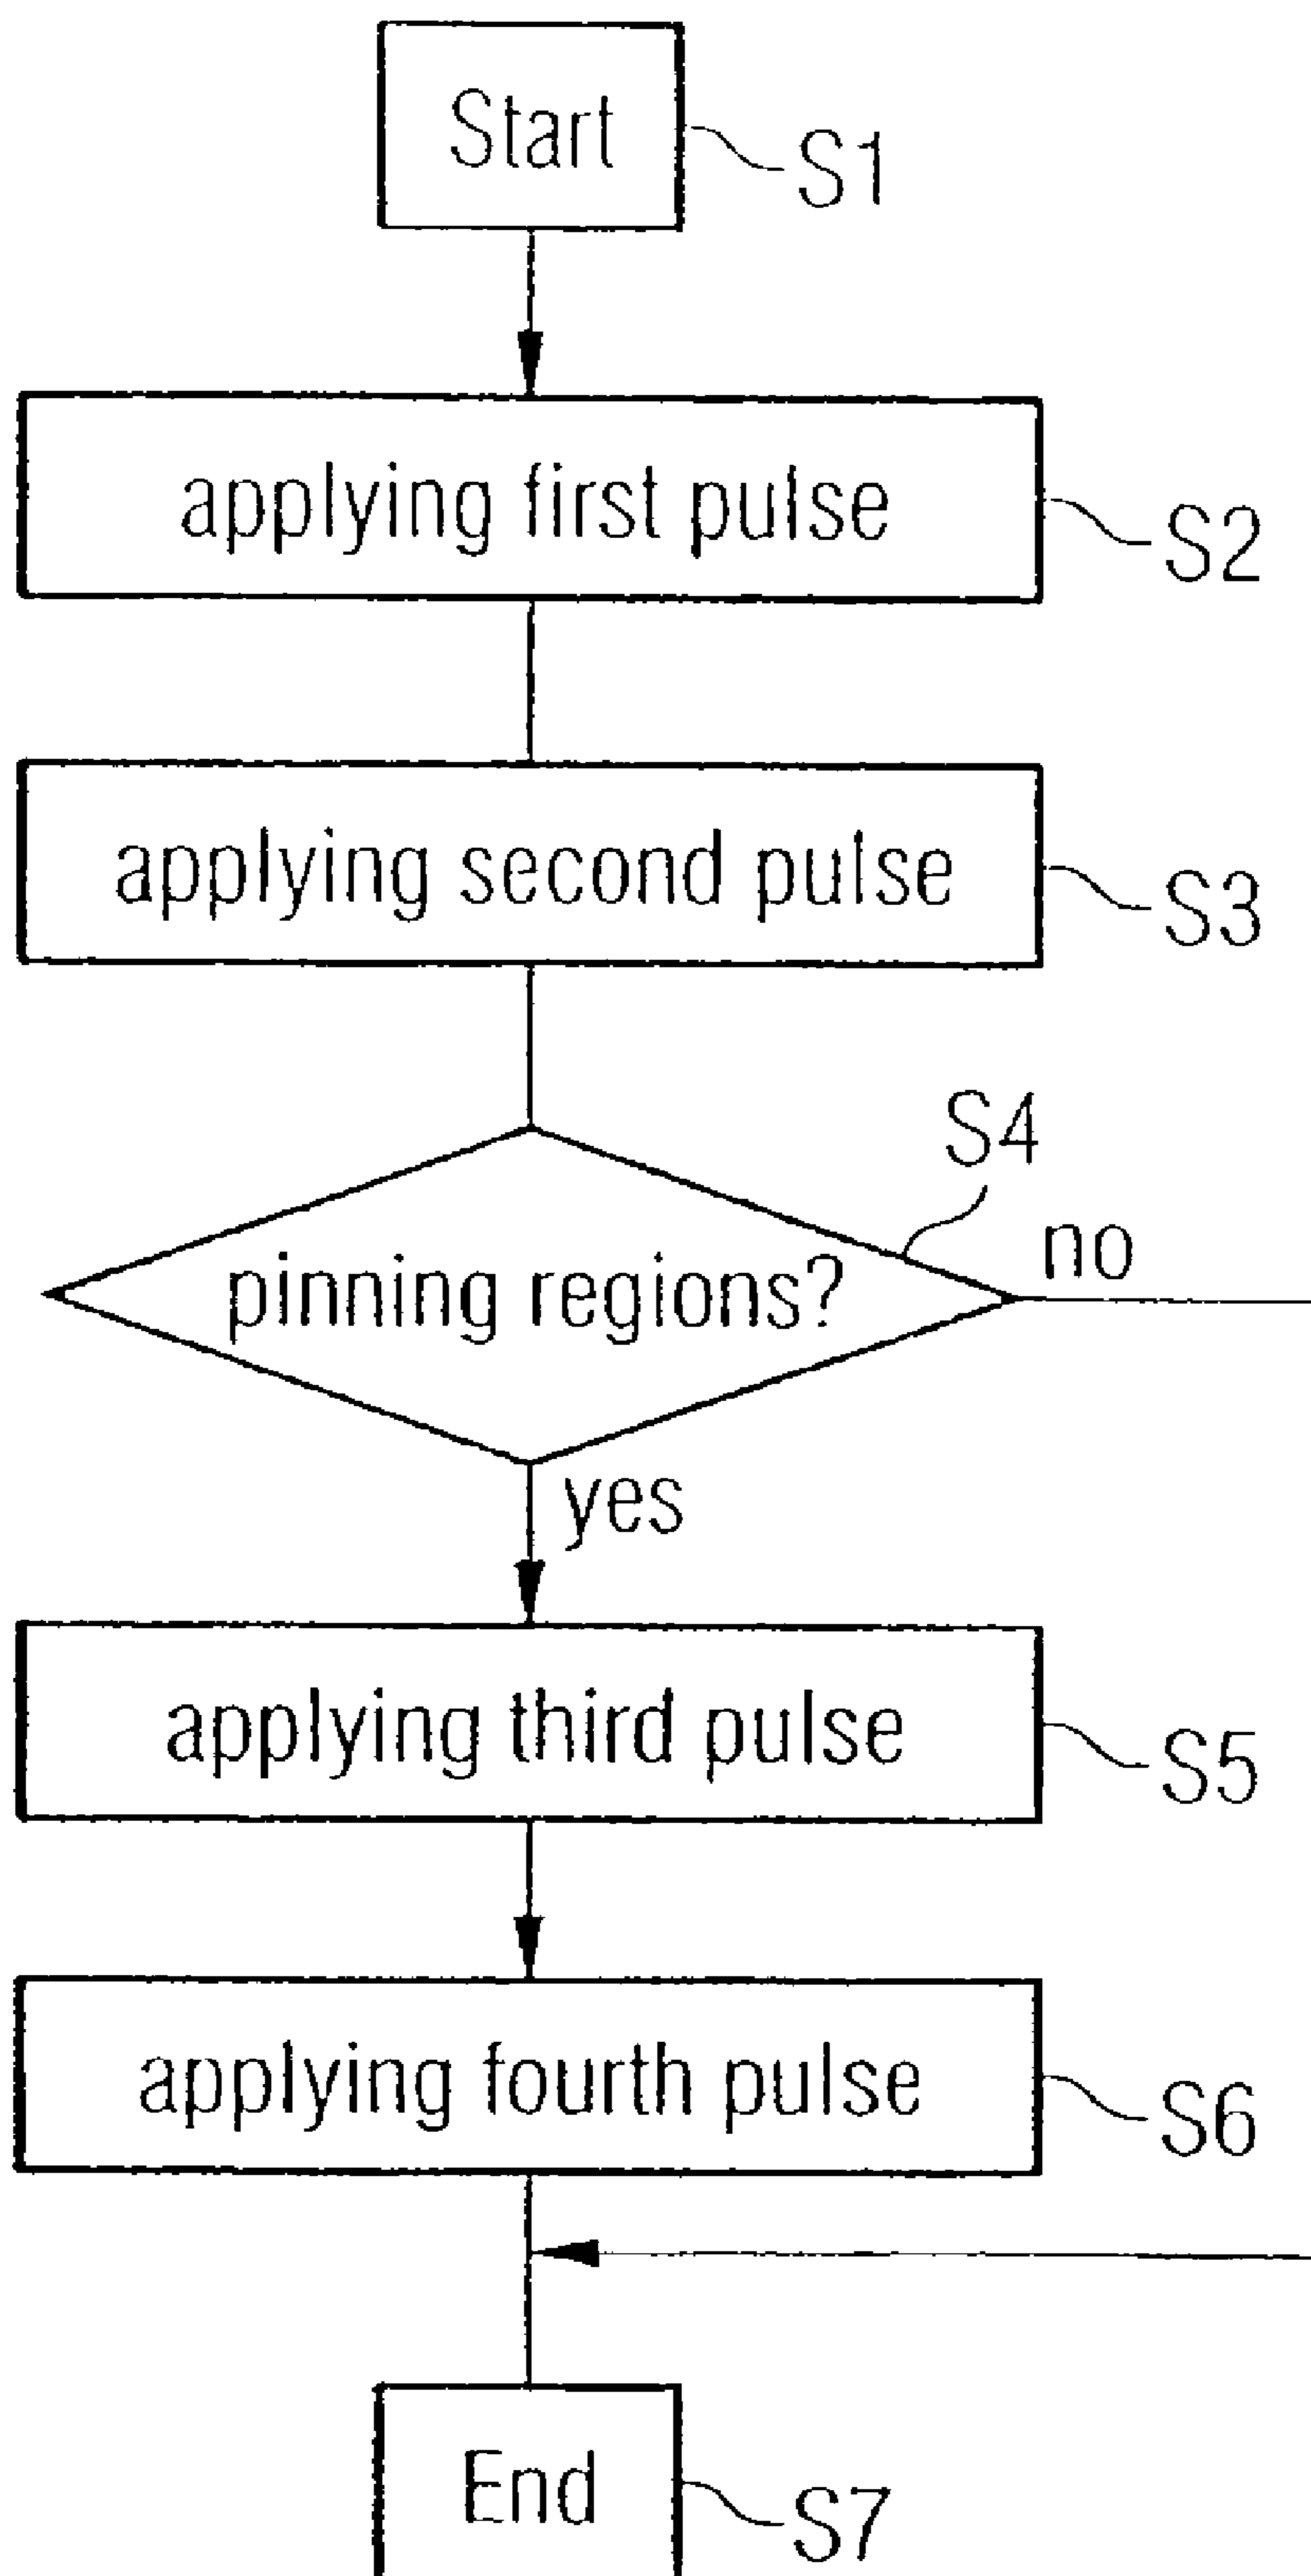 Start
S1
applying first pulse
S2
applying second pulse
S3
S4
pinning regions?
no
yes
applying third pulse
S5
applying fourth pulse
S6
End
S7